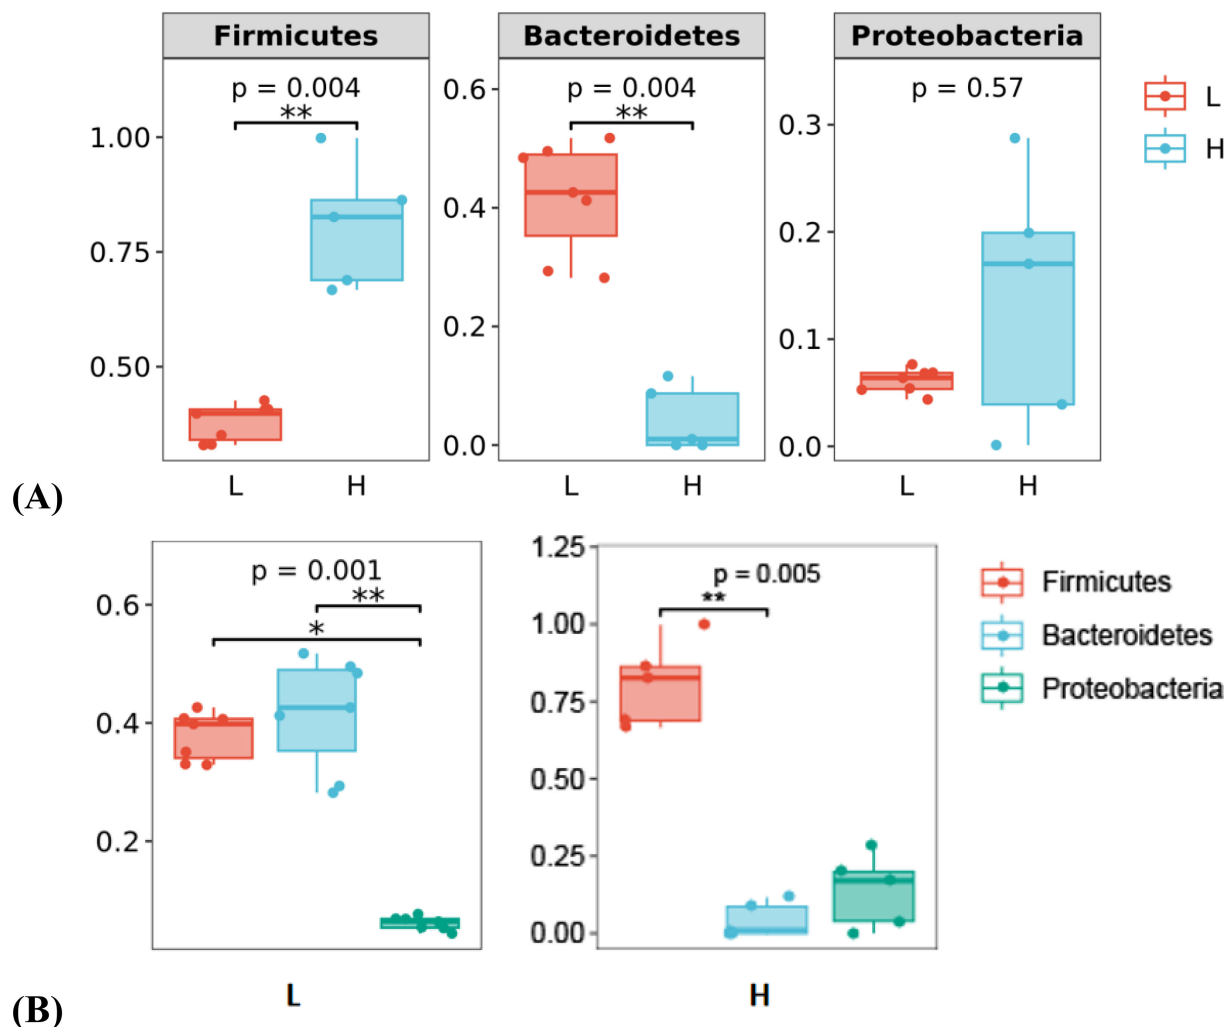 Firmicutes
Bacteroidetes
Proteobacteria
p = 0.004
**
1.00
0.75
0.50
L
H
p = 0.004
**
0.6
0.4
0.2
0.0
L
H
p = 0.57
0.3
0.2
0.1
0.0
L
H
L
H
(A)
p = 0.001
**
*
0.6
0.4
0.2
L
p = 0.005
**
1.25
1.00
0.75
0.50
0.25
0.00
H
Firmicutes
Bacteroidetes
Proteobacteria
(B)